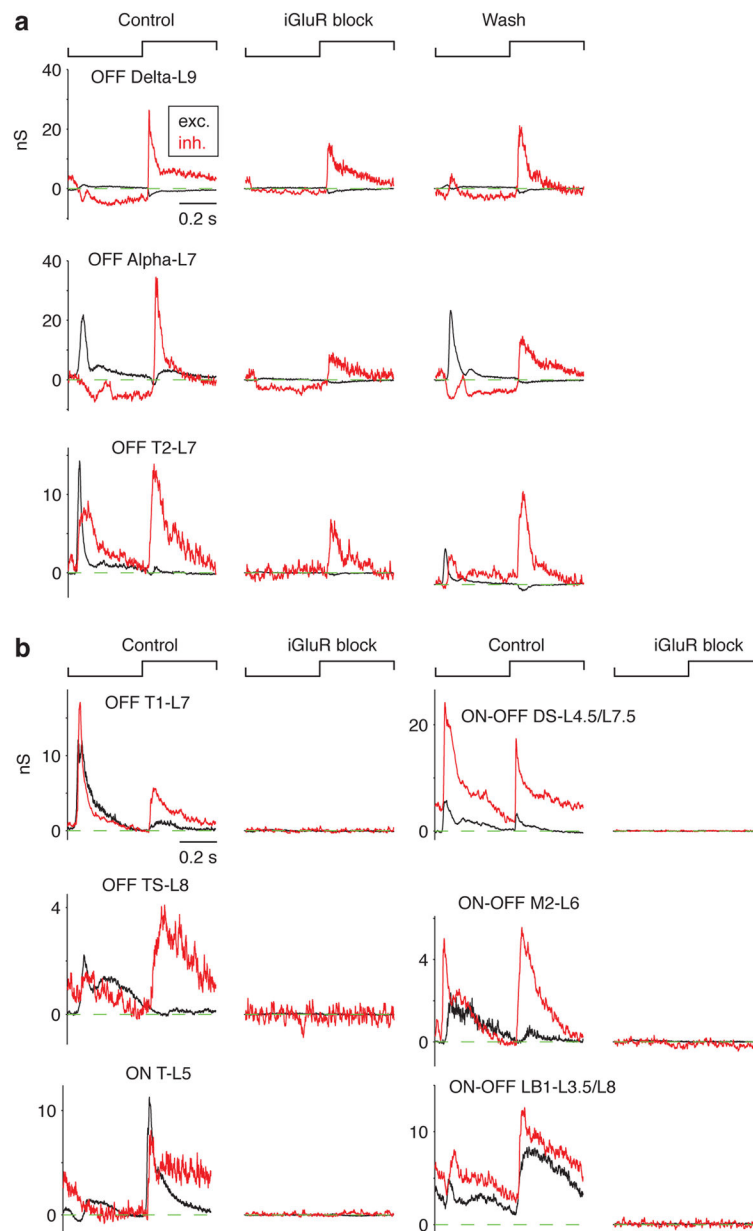 a
Control
iGluR block
Wash
OFF Delta-L9
40
20
0
nS
exc.
inh.
0.2 s
OFF Alpha-L7
40
20
0
OFF T2-L7
10
0
b
Control
iGluR block
Control
iGluR block
OFF T1-L7
10
0
nS
0.2 s
ON-OFF DS-L4.5/L7.5
20
0
OFF TS-L8
4
0
ON-OFF M2-L6
4
2
0
ON T-L5
10
0
ON-OFF LB1-L3.5/L8
10
5
0